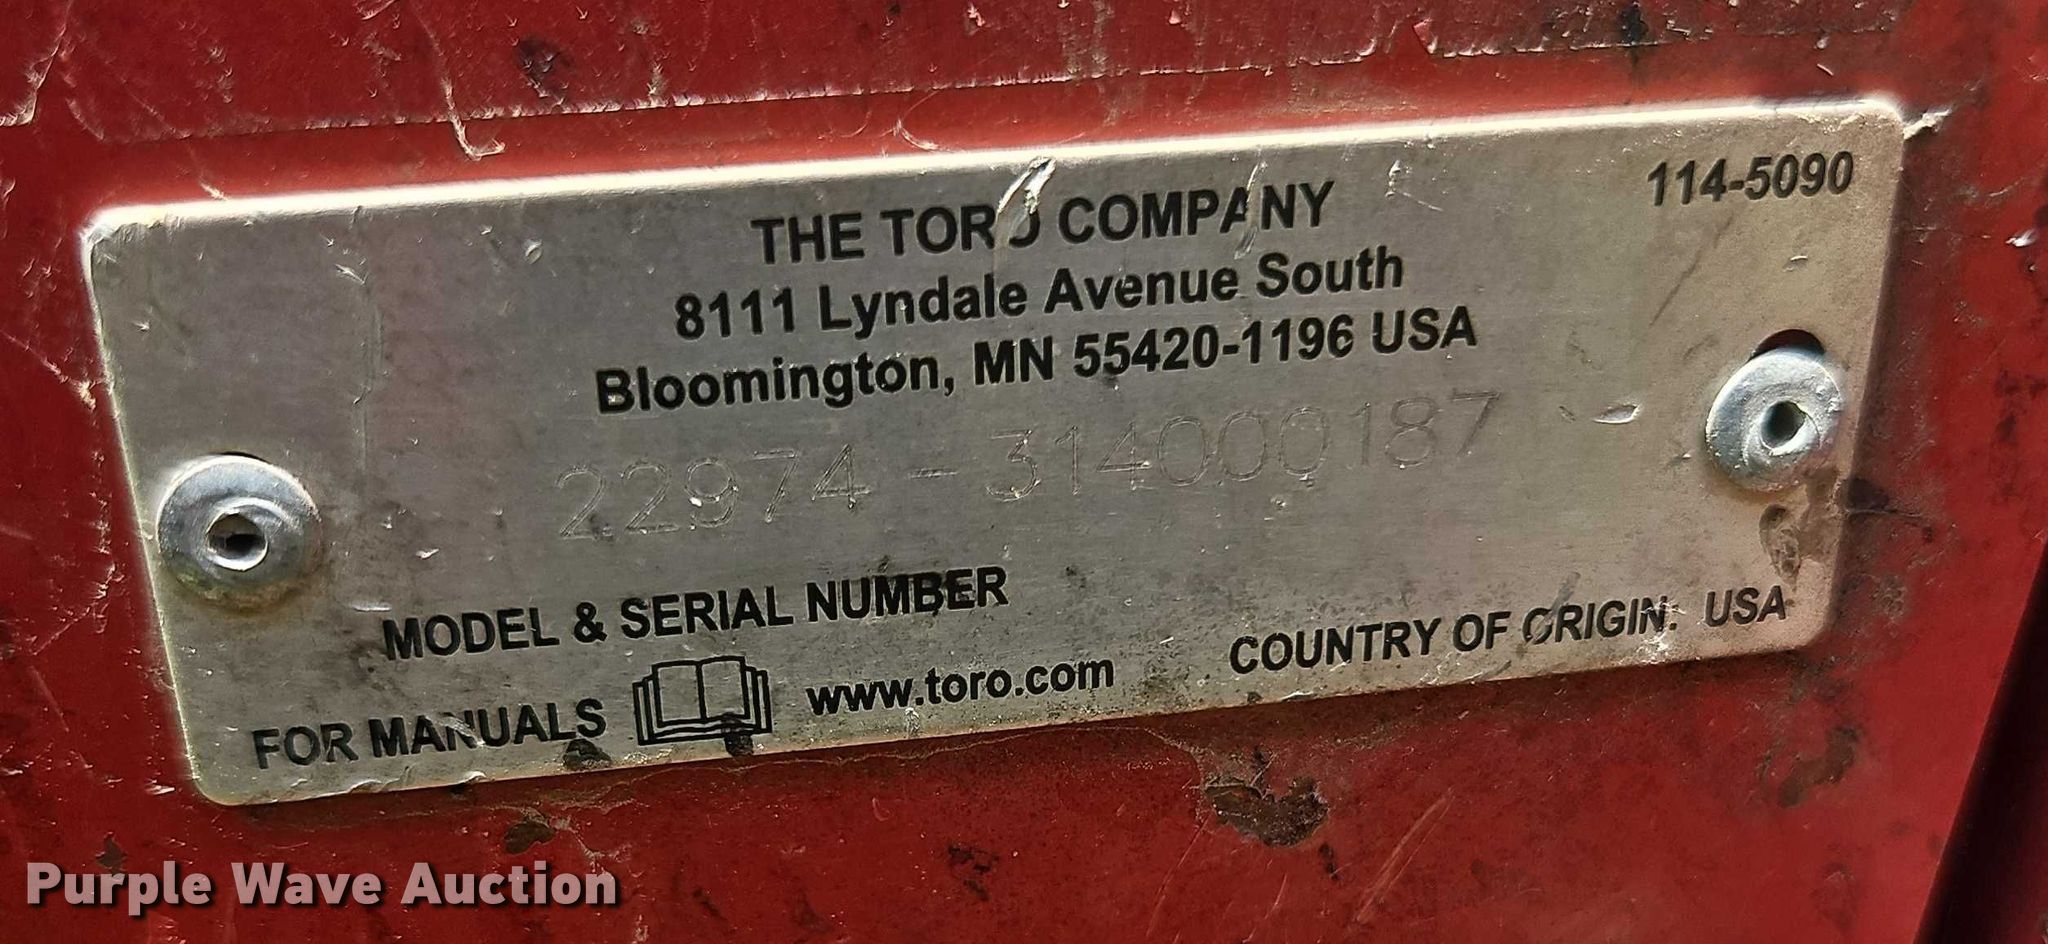 114-5090
THE TORO COMPANY
8111 Lyndale Avenue South
Bloomington, MN 55420-1196 USA
22974 - 314000187
MODEL & SERIAL NUMBER
FOR MANUALS www.toro.com
COUNTRY OF ORIGIN: USA
Purple Wave Auction